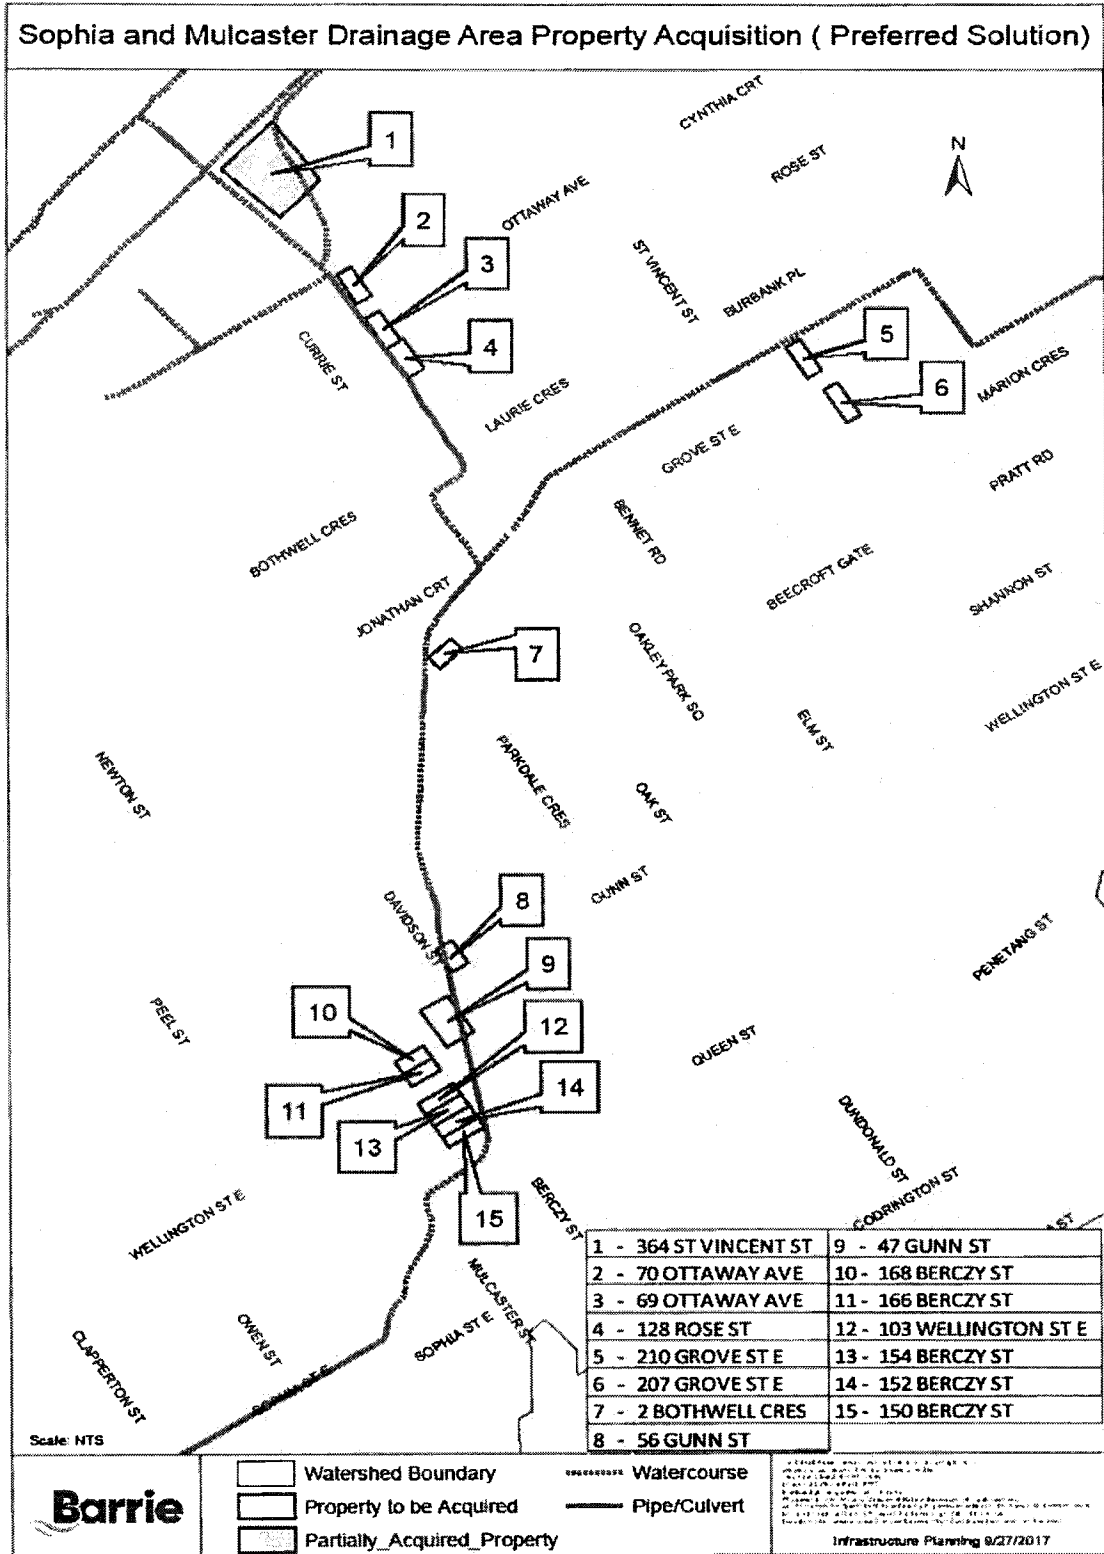 Sophia and Mulcaster Drainage Area Property Acquisition ( Preferred Solution)
CYNTHIA CRT
1
N
ROSE ST
OTTAWAY AVE
2
3
ST VINCENT ST
BURBANK PL
4
5
CURRIE ST
6
MARION CRES
LAURIE CRES
GROVE ST E
PRATT RD
BENNET RD
BOTHWELL CRES
BEECROFT GATE
SHANNON ST
JONATHAN CRT
7
OAKLEY PARK SQ
WELLINGTON ST E
ELM ST
NEWTON ST
PARKDALE CRES
OAK ST
GUNN ST
8
DAVIDSON ST
PENETANG ST
9
10
12
PEEL ST
QUEEN ST
14
11
13
DUNDONALD ST
15
BERCZY ST
CODRINGTON ST
WELLINGTON ST E
ST
MULCASTER ST
OWEN ST
SOPHIA ST E
CLAPPERTON ST
1 - 364 ST VINCENT ST
2 - 70 OTTAWAY AVE
3 - 69 OTTAWAY AVE
4 - 128 ROSE ST
5 - 210 GROVE ST E
6 - 207 GROVE ST E
7 - 2 BOTHWELL CRES
8 - 56 GUNN ST
9 - 47 GUNN ST
10 - 168 BERCZY ST
11 - 166 BERCZY ST
12 - 103 WELLINGTON ST E
13 - 154 BERCZY ST
14 - 152 BERCZY ST
15 - 150 BERCZY ST
Scale: NTS
Barrie
Watershed Boundary
Property to be Acquired
Partially_Acquired_Property
Watercourse
Pipe/Culvert
Infrastructure Planning 9/27/2017